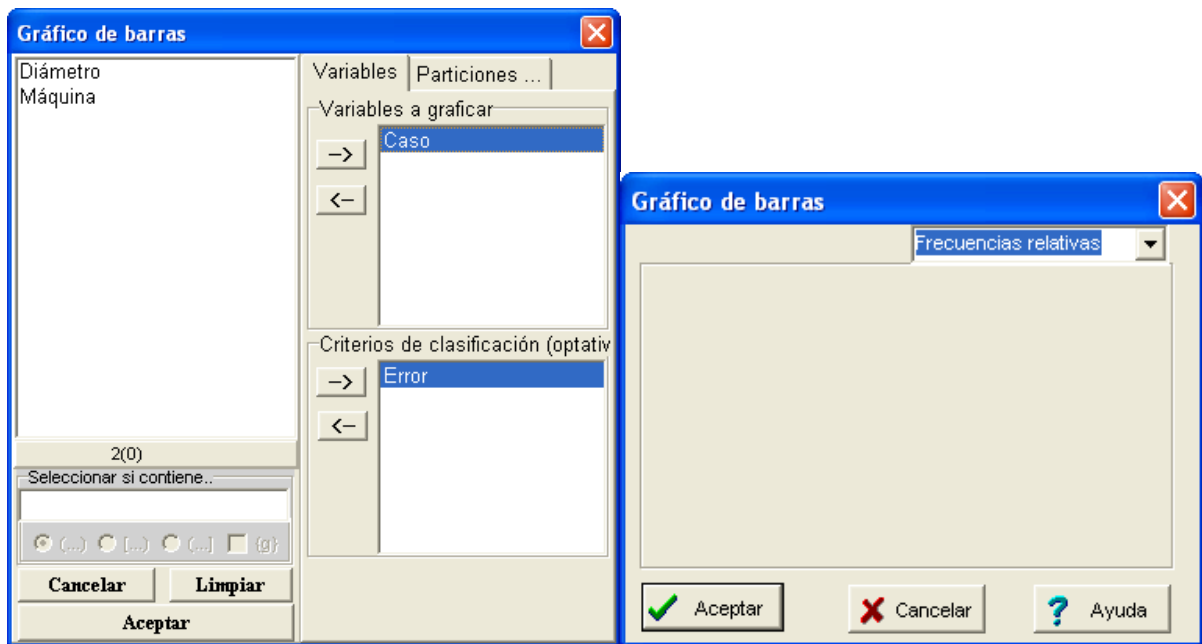 Gráfico de barras
Diámetro
Máquina
2(0)
Seleccionar si contiene..
(...) [...) (...] {g}
Cancelar Limpiar
Aceptar
Variables Particiones ...
Variables a graficar
-->
Caso
<--
Criterios de clasificación (optativ
-->
Error
<--
Gráfico de barras
Frecuencias relativas
Aceptar Cancelar ? Ayuda